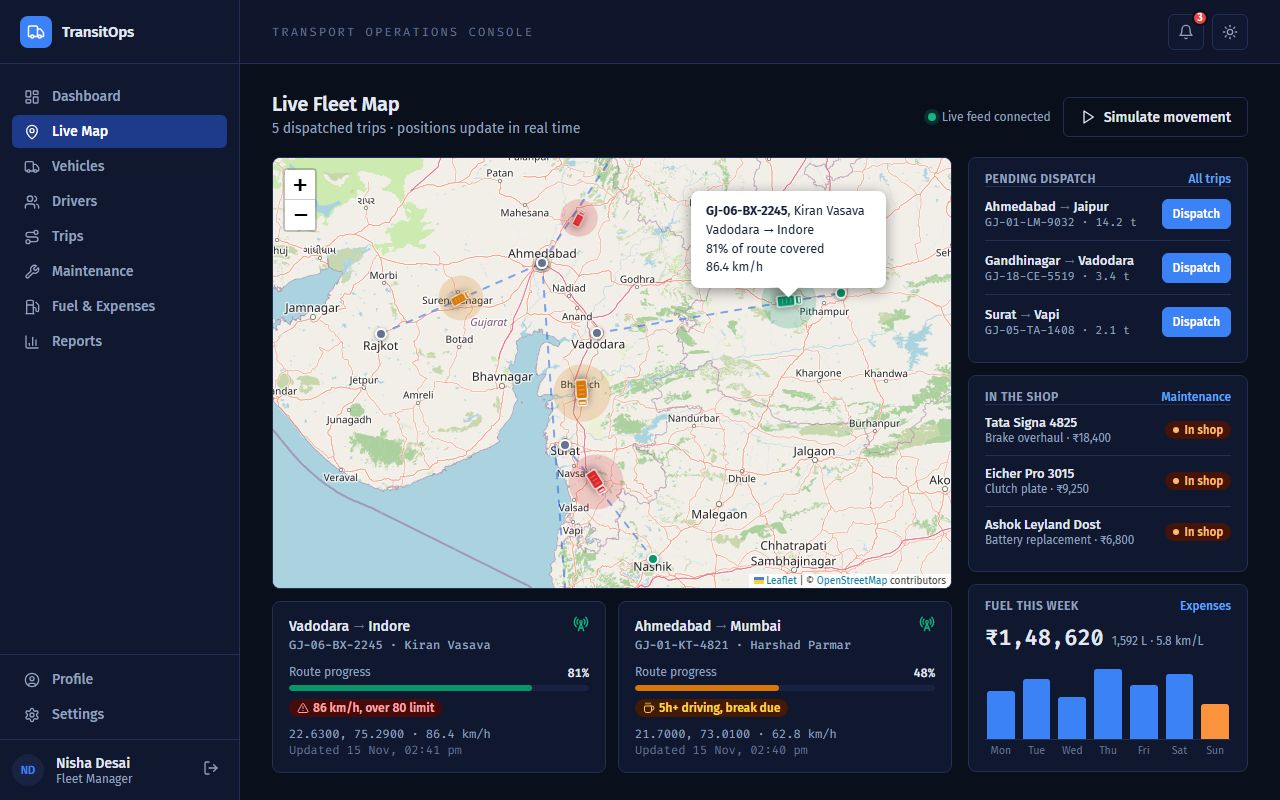 TransitOps
TRANSPORT OPERATIONS CONSOLE
3
Dashboard
Live Map
Vehicles
Drivers
Trips
Maintenance
Fuel & Expenses
Reports
Profile
Settings
ND
Nisha Desai
Fleet Manager
Live Fleet Map
5 dispatched trips · positions update in real time
Live feed connected
Simulate movement
+
−
Palanpur
Patan
Mehasana
રાપર
ગાંધીધામ
Ahmedabad
Morbi
Godhra
Nadiad
Jamnagar
Gujarat
Anand
Pithampur
Rajkot
Botad
Vadodara
Bhavnagar
Khargone
Khandwa
Jetpur
Amreli
Junagadh
Nandurbar
Burhanpur
Surat
Jalgaon
Veraval
Dhule
Valsad
Malegaon
Vapi
Chhatrapati
Sambhajinagar
Nashik
GJ-06-BX-2245, Kiran Vasava
Vadodara → Indore
81% of route covered
86.4 km/h
Leaflet | © OpenStreetMap contributors
Vadodara → Indore
GJ-06-BX-2245 · Kiran Vasava
Route progress 81%
86 km/h, over 80 limit
22.6300, 75.2900 · 86.4 km/h
Updated 15 Nov, 02:41 pm
Ahmedabad → Mumbai
GJ-01-KT-4821 · Harshad Parmar
Route progress 48%
5h+ driving, break due
21.7000, 73.0100 · 62.8 km/h
Updated 15 Nov, 02:40 pm
PENDING DISPATCH All trips
Ahmedabad → Jaipur
GJ-01-LM-9032 · 14.2 t
Dispatch
Gandhinagar → Vadodara
GJ-18-CE-5519 · 3.4 t
Dispatch
Surat → Vapi
GJ-05-TA-1408 · 2.1 t
Dispatch
IN THE SHOP Maintenance
Tata Signa 4825
Brake overhaul · ₹18,400
In shop
Eicher Pro 3015
Clutch plate · ₹9,250
In shop
Ashok Leyland Dost
Battery replacement · ₹6,800
In shop
FUEL THIS WEEK Expenses
₹1,48,620 1,592 L · 5.8 km/L
Mon Tue Wed Thu Fri Sat Sun